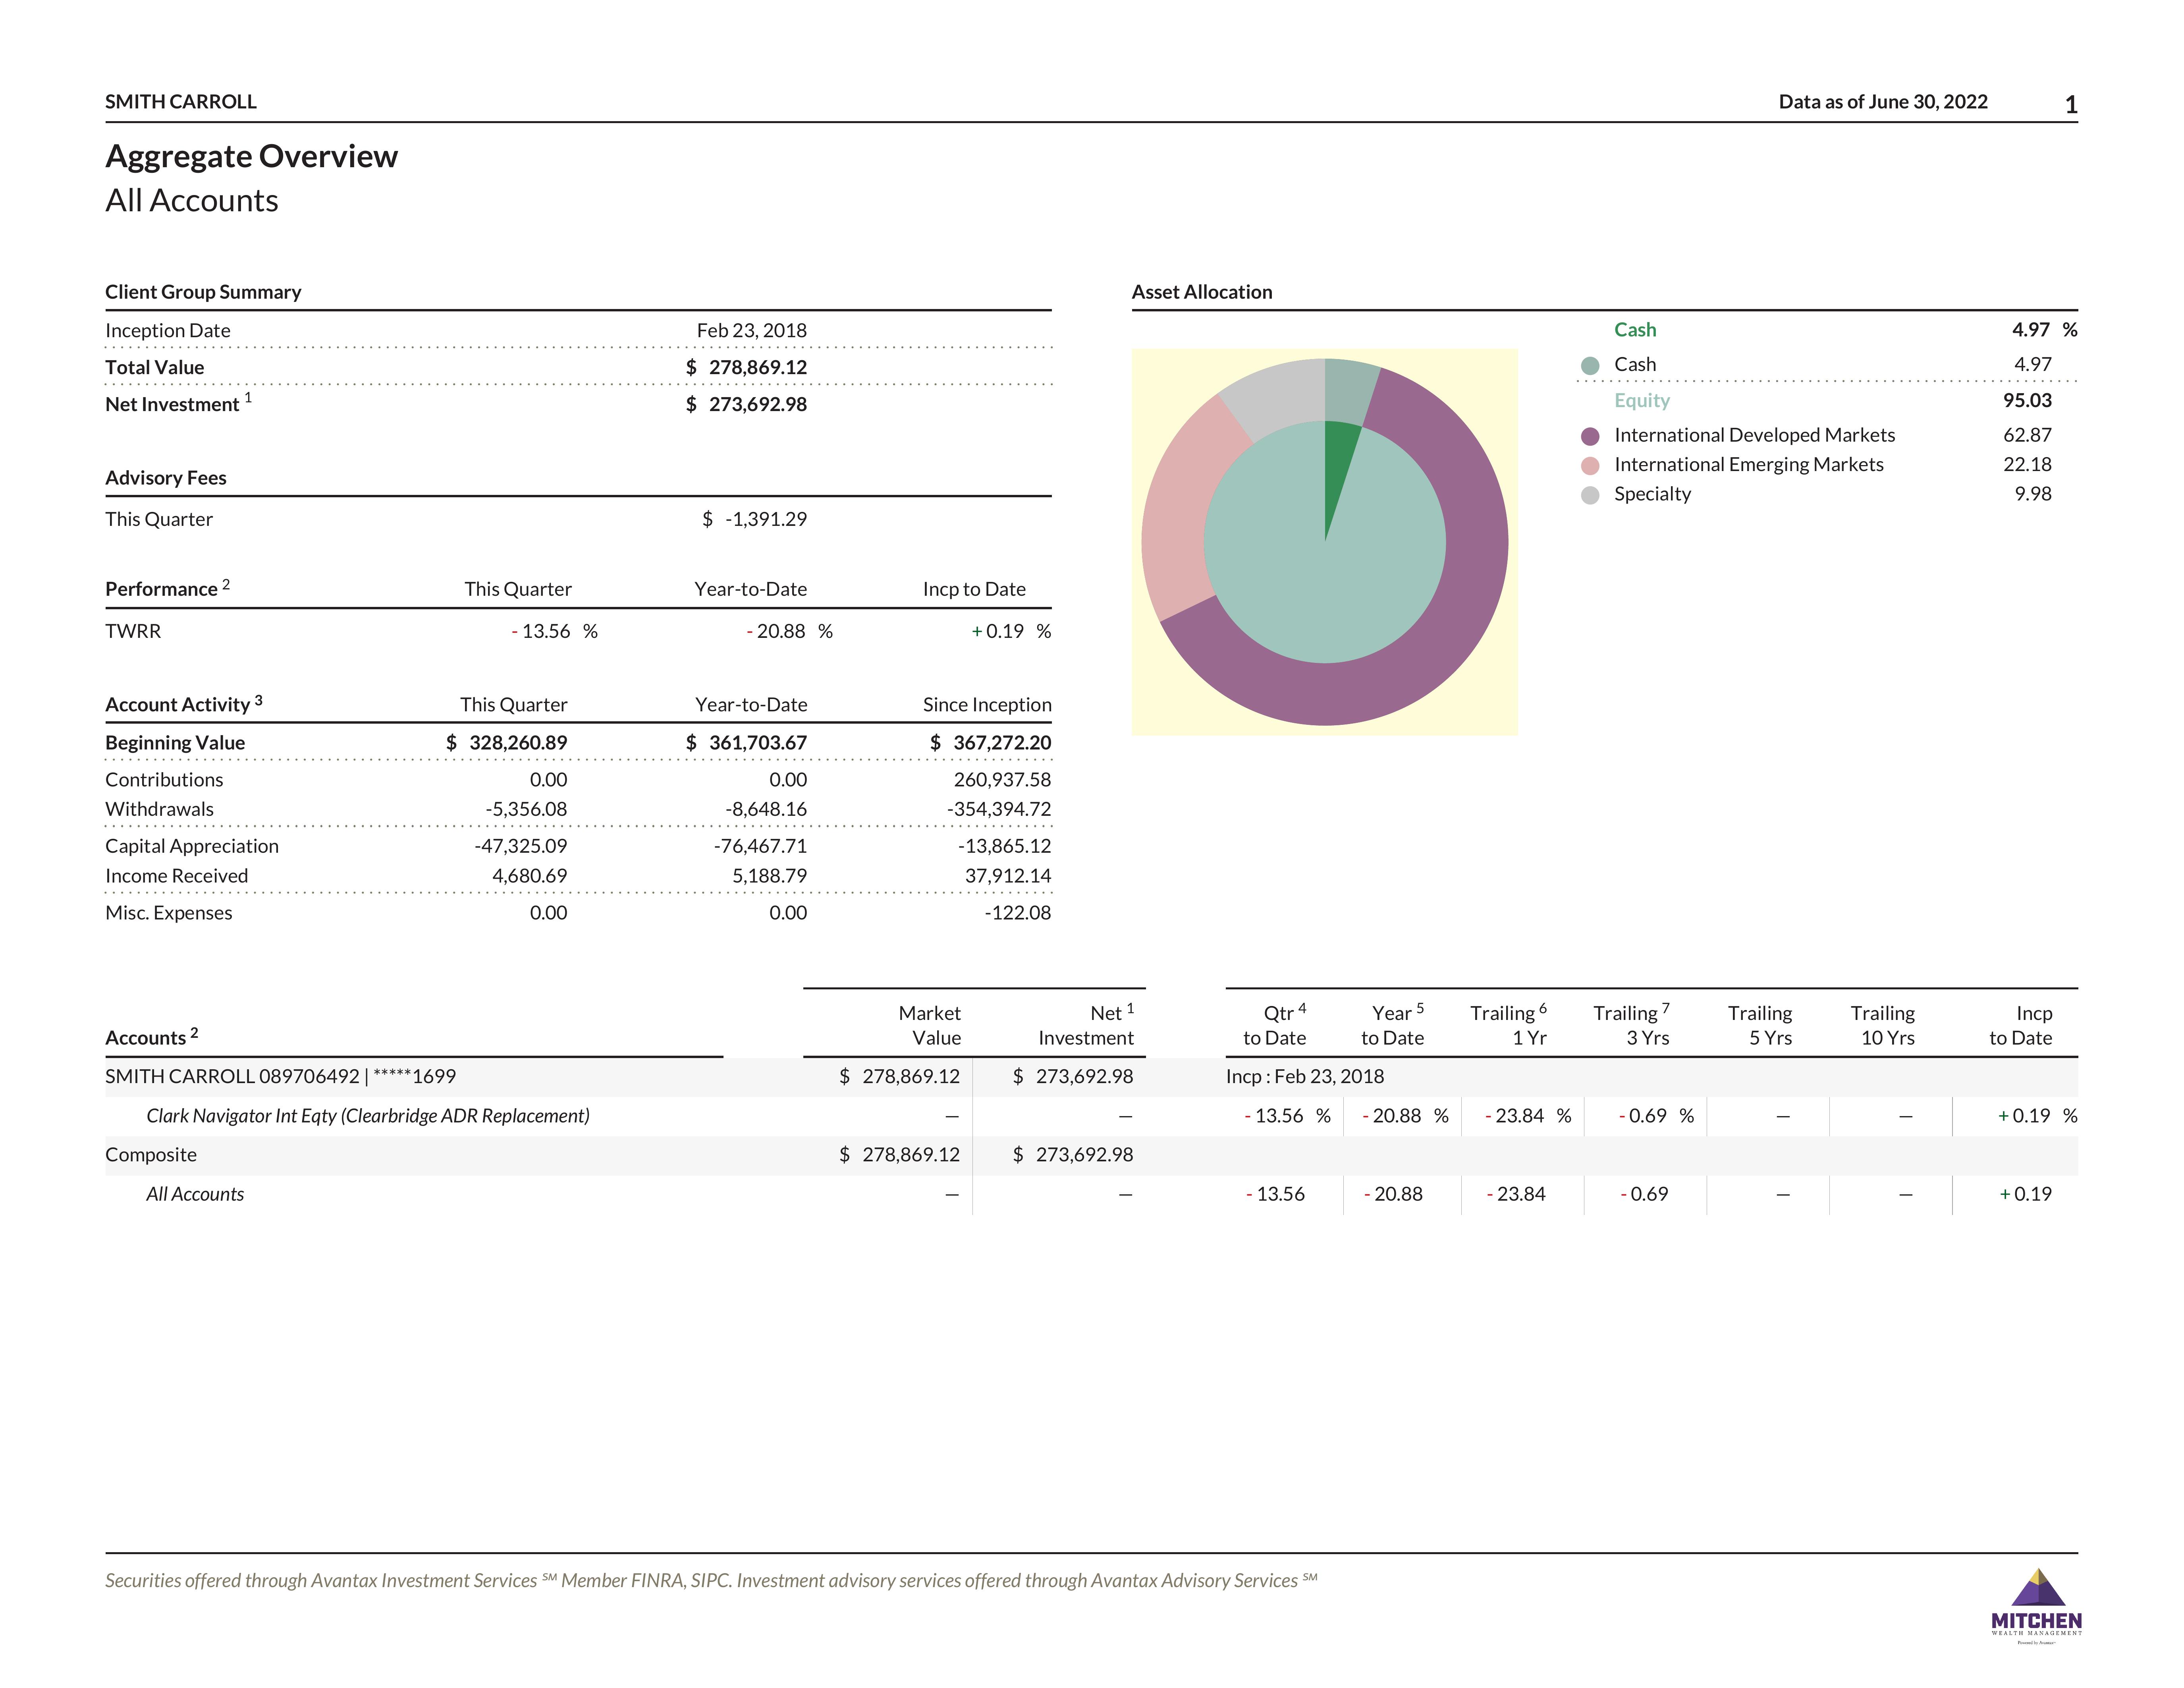 SMITH CARROLL Data as of June 30, 2022 1
Aggregate Overview
All Accounts
Client Group Summary
Inception Date Feb 23, 2018
Total Value $ 278,869.12
Net Investment 1 $ 273,692.98
Advisory Fees
This Quarter $ -1,391.29
Performance 2 This Quarter Year-to-Date Incp to Date
TWRR - 13.56 % - 20.88 % + 0.19 %
Account Activity 3 This Quarter Year-to-Date Since Inception
Beginning Value $ 328,260.89 $ 361,703.67 $ 367,272.20
Contributions 0.00 0.00 260,937.58
Withdrawals -5,356.08 -8,648.16 -354,394.72
Capital Appreciation -47,325.09 -76,467.71 -13,865.12
Income Received 4,680.69 5,188.79 37,912.14
Misc. Expenses 0.00 0.00 -122.08
Asset Allocation
Cash 4.97 %
Cash 4.97
Equity 95.03
International Developed Markets 62.87
International Emerging Markets 22.18
Specialty 9.98
Market Net 1 Qtr 4 Year 5 Trailing 6 Trailing 7 Trailing Trailing Incp
Accounts 2 Value Investment to Date to Date 1 Yr 3 Yrs 5 Yrs 10 Yrs to Date
SMITH CARROLL 089706492 | *****1699 $ 278,869.12 $ 273,692.98 Incp : Feb 23, 2018
Clark Navigator Int Eqty (Clearbridge ADR Replacement) — — - 13.56 % - 20.88 % - 23.84 % - 0.69 % — — + 0.19 %
Composite $ 278,869.12 $ 273,692.98
All Accounts — — - 13.56 - 20.88 - 23.84 - 0.69 — — + 0.19
Securities offered through Avantax Investment Services ℠ Member FINRA, SIPC. Investment advisory services offered through Avantax Advisory Services ℠
MITCHEN
WEALTH MANAGEMENT
Powered by Avantax